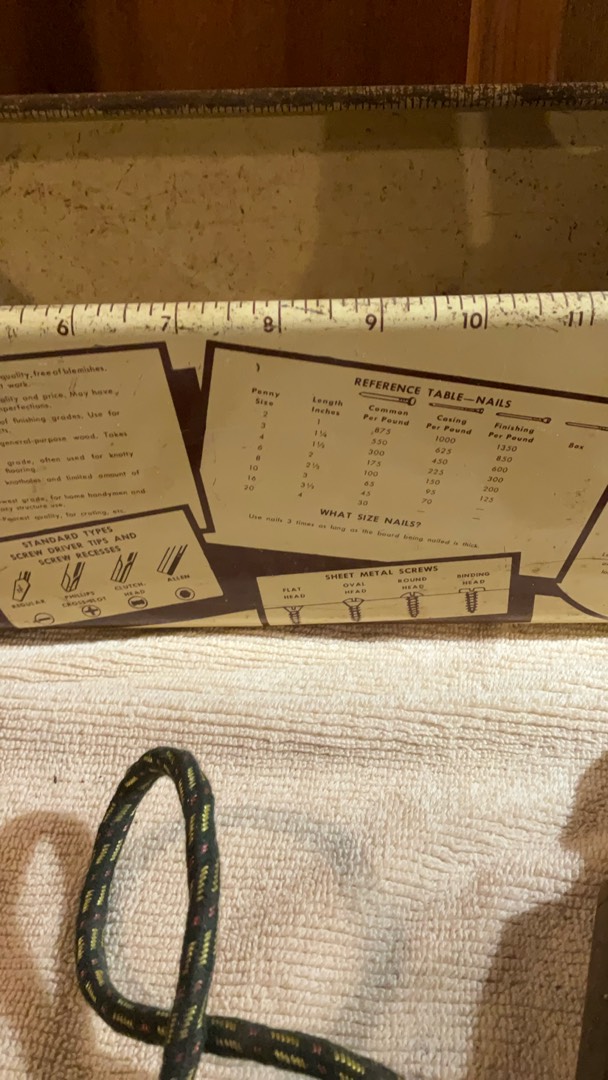 6 7 8 9 10 11
quality, free of blemishes.
work.
ality and price. May have
mperfections.
of finishing grades. Use for
general-purpose wood. Takes
grade, often used for knotty
flooring.
knotholes and limited amount of
west grade, for home handymen and
ary structure use.
quality, for crating, etc.
STANDARD TYPES
SCREW DRIVER TIPS AND
SCREW RECESSES
REGULAR PHILLIPS CROSS-SLOT CLUTCH HEAD ALLEN
REFERENCE TABLE—NAILS
Penny Size Length Inches Common Per Pound Casing Per Pound Finishing Per Pound Box
2 1 875 1000 1350
3 1¼ 550 625 850
4 1½ 300 450 600
6 2 175 225 300
8 2½ 100 150 200
10 3 65 95 125
16 3½ 45 70 —
20 4 30 — —
WHAT SIZE NAILS?
Use nails 3 times as long as the board being nailed is thick.
SHEET METAL SCREWS
FLAT HEAD OVAL HEAD ROUND HEAD BINDING HEAD